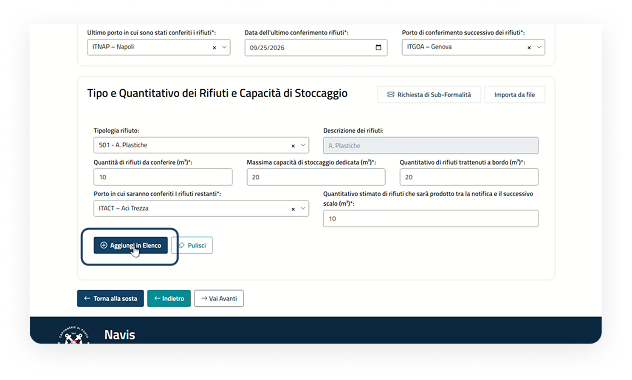 Ultimo porto in cui sono stati conferiti i rifiuti*:
Data dell'ultimo conferimento rifiuti*:
Porto di conferimento successivo dei rifiuti*:
ITNAP – Napoli
09/25/2026
ITGOA – Genova
Tipo e Quantitativo dei Rifiuti e Capacità di Stoccaggio
Richiesta di Sub-Formalità
Importa da file
Tipologia rifiuto:
Descrizione dei rifiuti:
501 - A. Plastiche
A. Plastiche
Quantità di rifiuti da conferire (m³)*:
Massima capacità di stoccaggio dedicata (m³)*:
Quantitativo di rifiuti trattenuti a bordo (m³)*:
10
20
20
Porto in cui saranno conferiti I rifiuti restanti*:
Quantitativo stimato di rifiuti che sarà prodotto tra la notifica e il successivo
scalo (m³)*:
ITACT – Aci Trezza
10
Aggiungi in Elenco
Pulisci
Torna alla sosta
Indietro
Vai Avanti
Navis